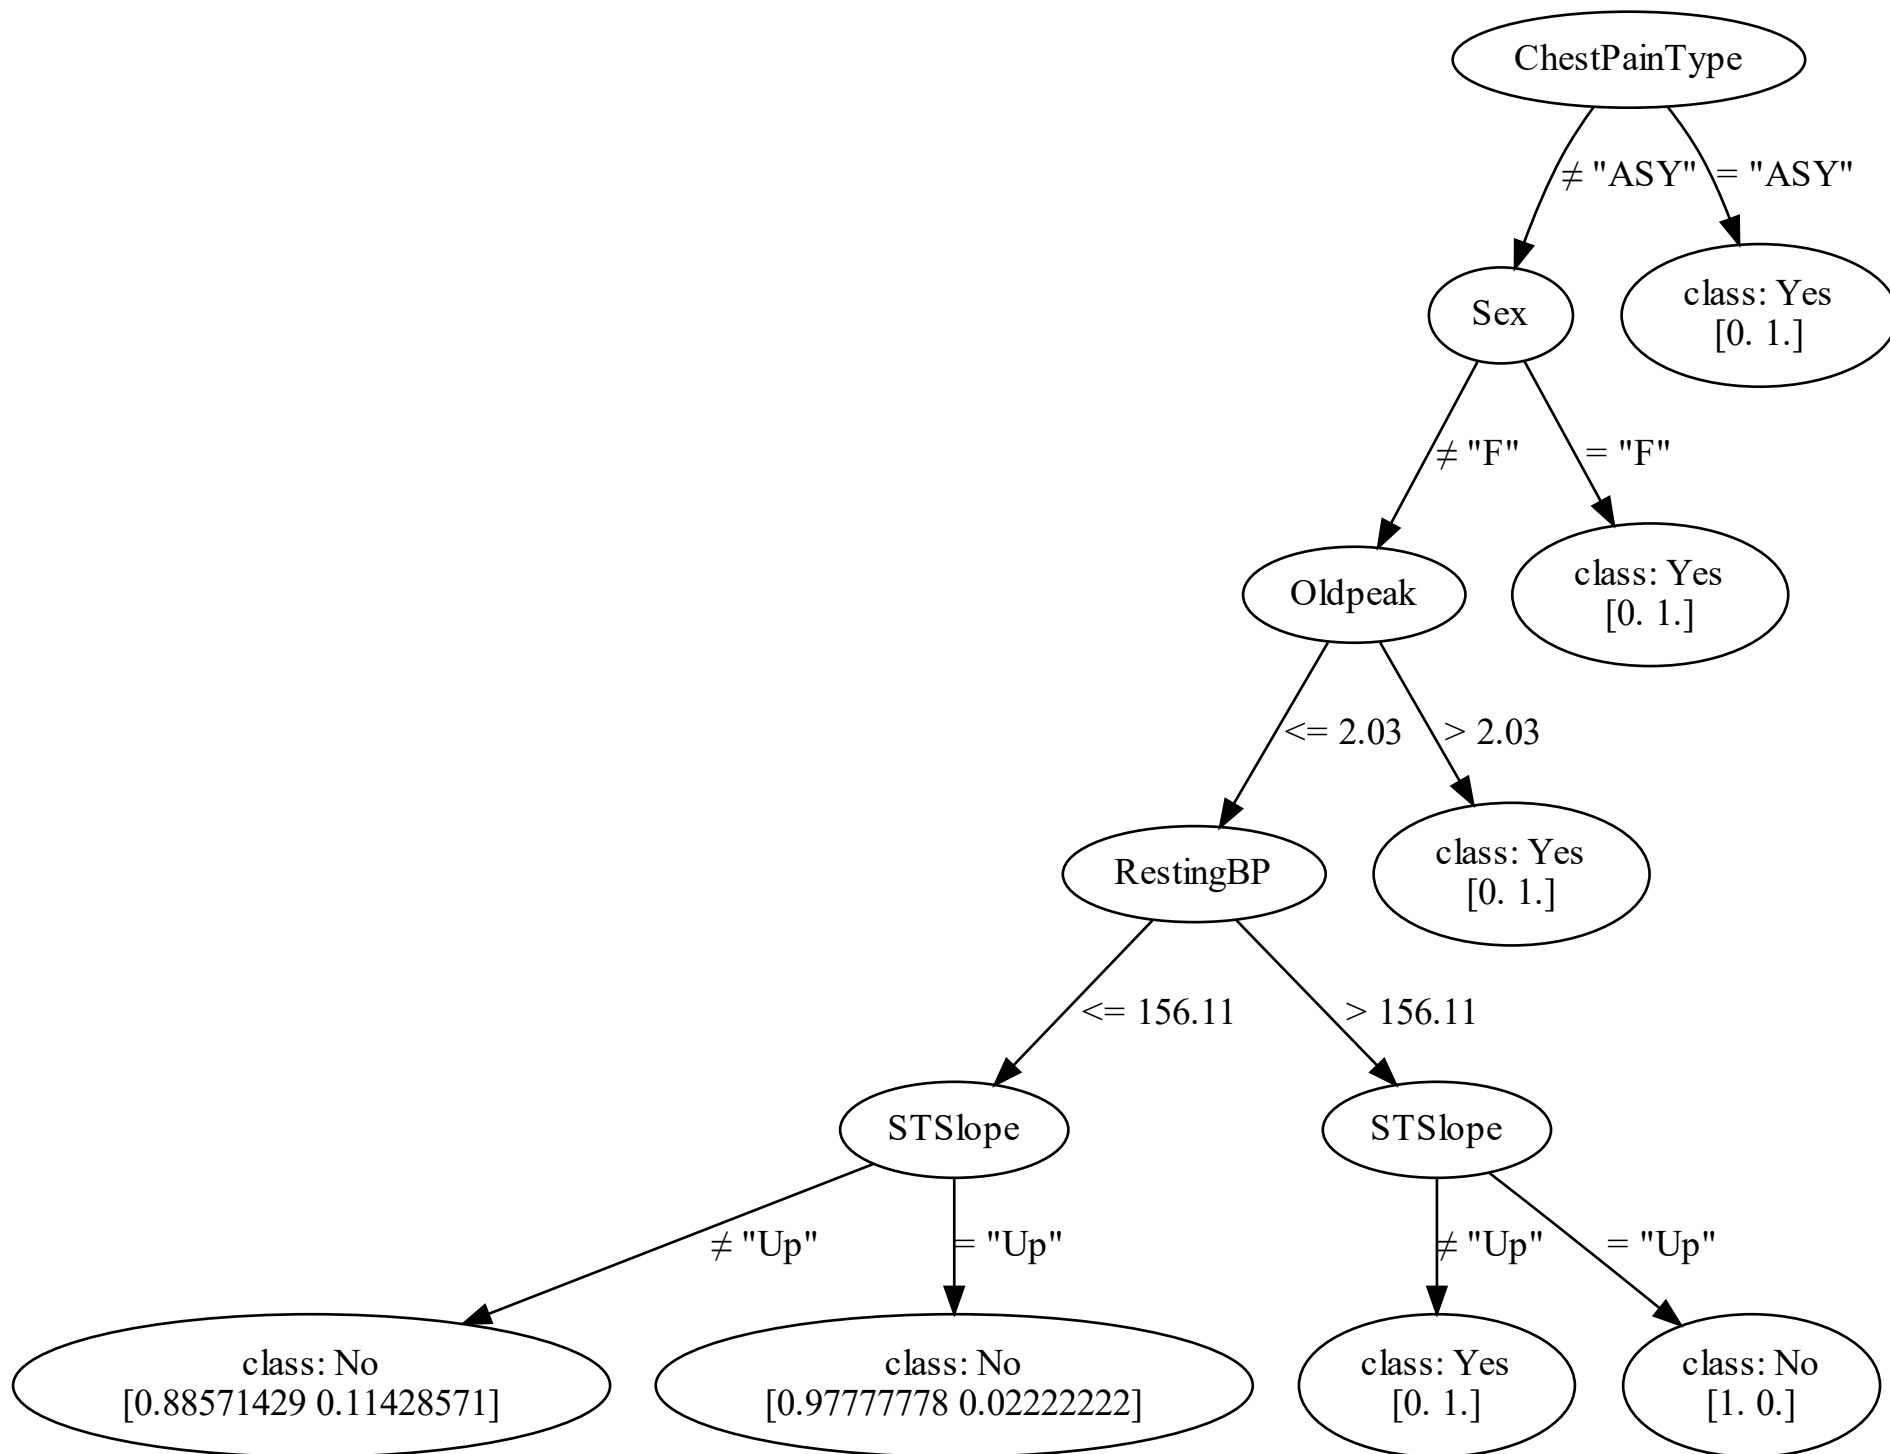 ChestPainType
≠ "ASY"
= "ASY"
Sex
class: Yes
[0. 1.]
≠ "F"
= "F"
Oldpeak
class: Yes
[0. 1.]
<= 2.03
> 2.03
RestingBP
class: Yes
[0. 1.]
<= 156.11
> 156.11
STSlope
STSlope
≠ "Up"
= "Up"
≠ "Up"
= "Up"
class: No
[0.88571429 0.11428571]
class: No
[0.97777778 0.02222222]
class: Yes
[0. 1.]
class: No
[1. 0.]